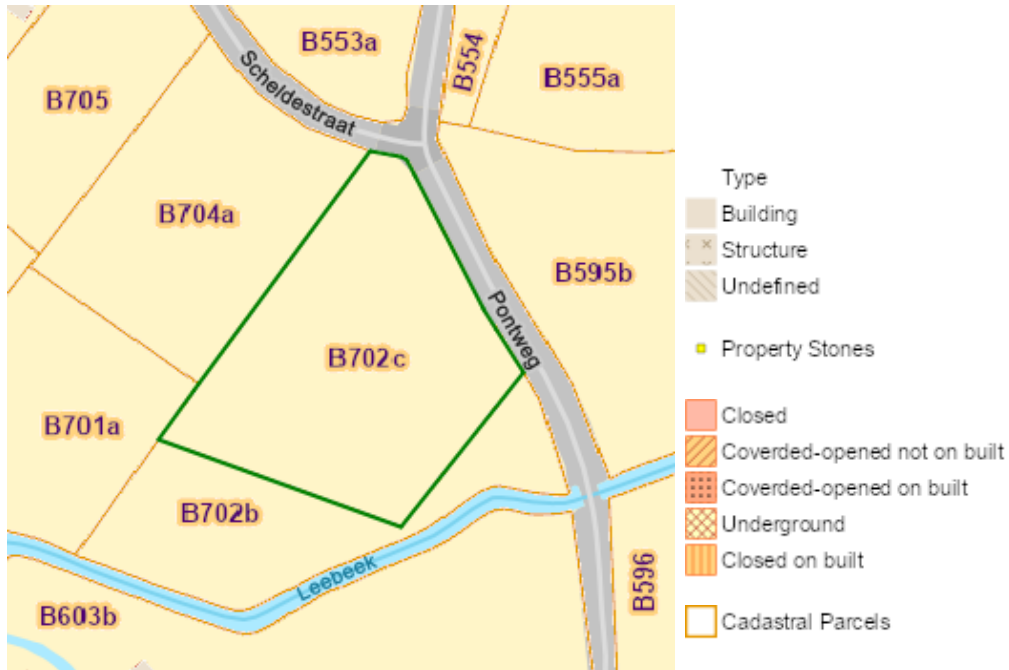 B553a
B554
B555a
Scheldestraat
B705
B704a
B595b
Pontweg
B702c
B701a
B702b
Leebeek
B596
B603b
Type
Building
Structure
Undefined
Property Stones
Closed
Coverded-opened not on built
Coverded-opened on built
Underground
Closed on built
Cadastral Parcels